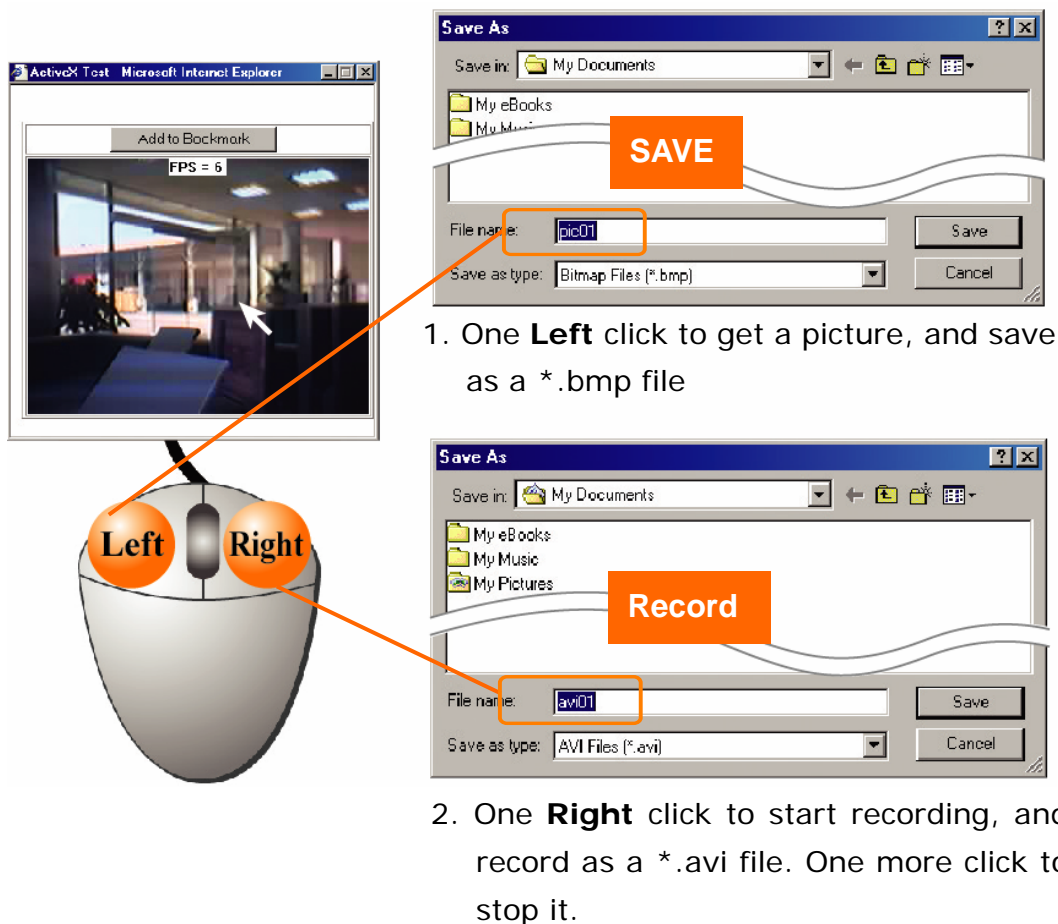 ActiveX Test Microsoft Internet Explorer
Add to Bookmark
FPS = 6
Left
Right
Save As
Save in: My Documents
My eBooks
My Music
SAVE
File name: pic01
Save
Save as type: Bitmap Files (*.bmp)
Cancel
1. One Left click to get a picture, and save
as a *.bmp file
Save As
Save in: My Documents
My eBooks
My Music
My Pictures
Record
File name: avi01
Save
Save as type: AVI Files (*.avi)
Cancel
2. One Right click to start recording, and
record as a *.avi file. One more click to
stop it.